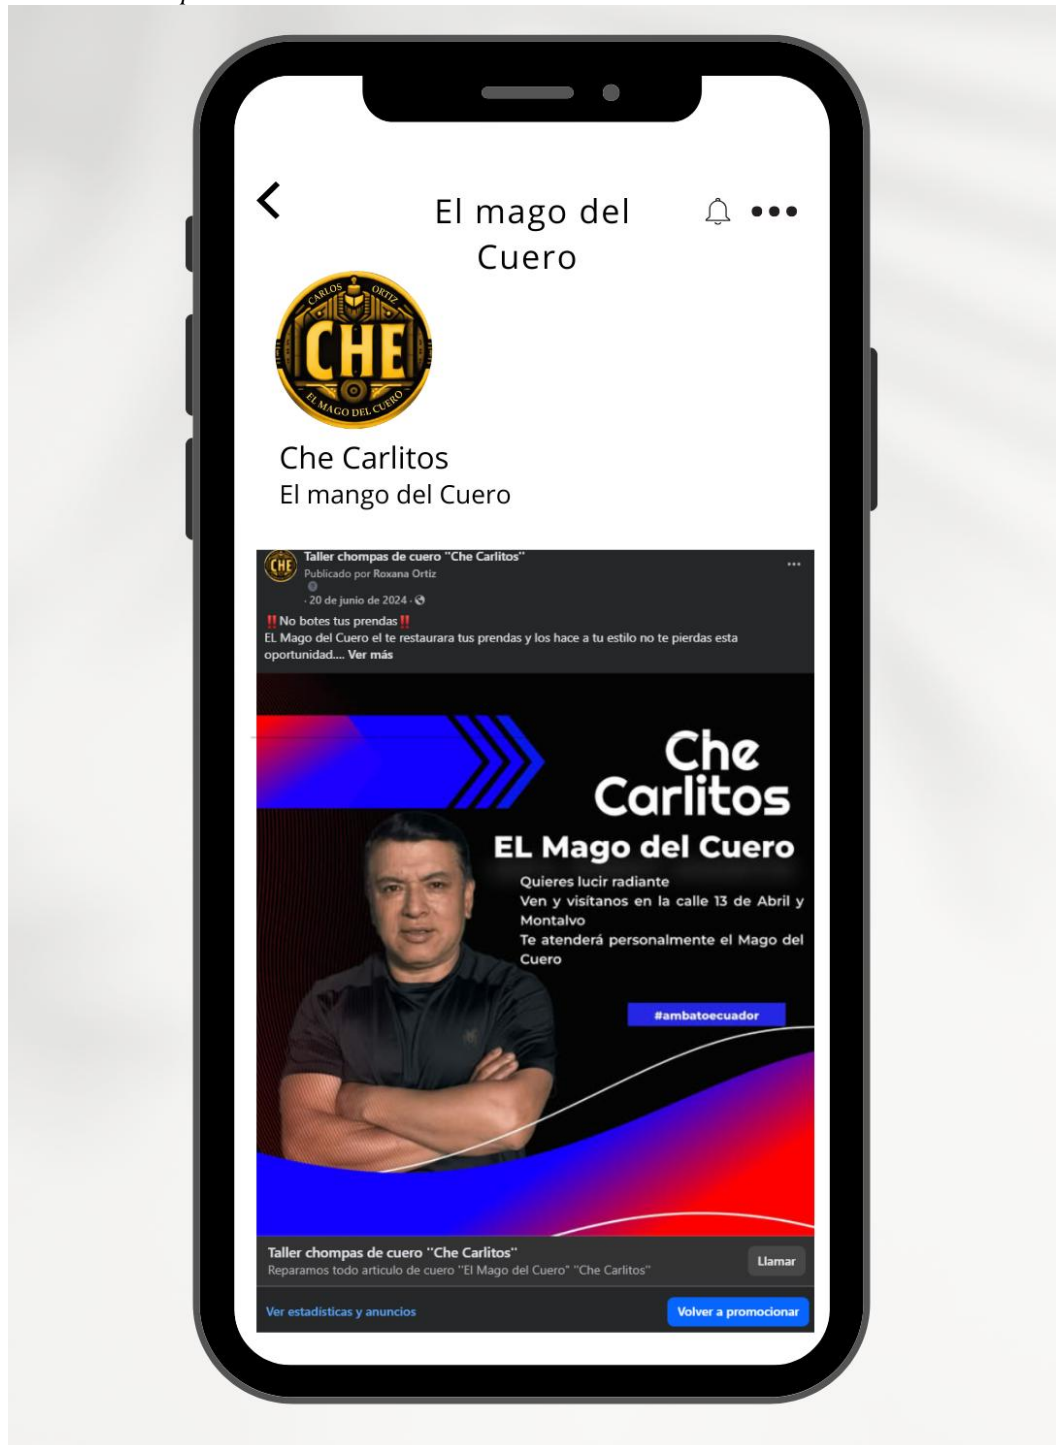 El mago del
Cuero
CARLOS ORTIZ
CHE
EL MAGO DEL CUERO
Che Carlitos
El mango del Cuero
CHE
Taller chompas de cuero "Che Carlitos"
Publicado por Roxana Ortiz
· 20 de junio de 2024 ·
‼No botes tus prendas‼
EL Mago del Cuero el te restaurara tus prendas y los hace a tu estilo no te pierdas esta
oportunidad.... Ver más
Che
Carlitos
EL Mago del Cuero
Quieres lucir radiante
Ven y visítanos en la calle 13 de Abril y
Montalvo
Te atenderá personalmente el Mago del
Cuero
#ambatoecuador
Taller chompas de cuero "Che Carlitos"
Reparamos todo articulo de cuero "El Mago del Cuero" "Che Carlitos"
Llamar
Ver estadísticas y anuncios
Volver a promocionar